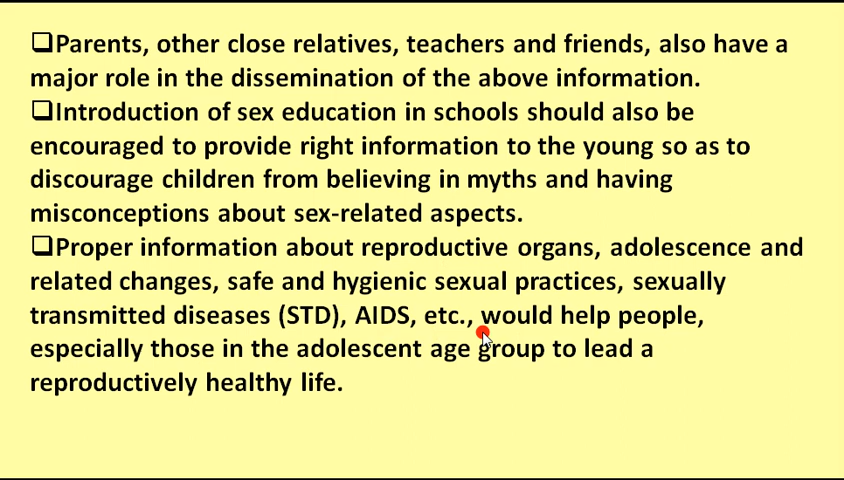 ❑Parents, other close relatives, teachers and friends, also have a
major role in the dissemination of the above information.
❑Introduction of sex education in schools should also be
encouraged to provide right information to the young so as to
discourage children from believing in myths and having
misconceptions about sex-related aspects.
❑Proper information about reproductive organs, adolescence and
related changes, safe and hygienic sexual practices, sexually
transmitted diseases (STD), AIDS, etc., would help people,
especially those in the adolescent age group to lead a
reproductively healthy life.